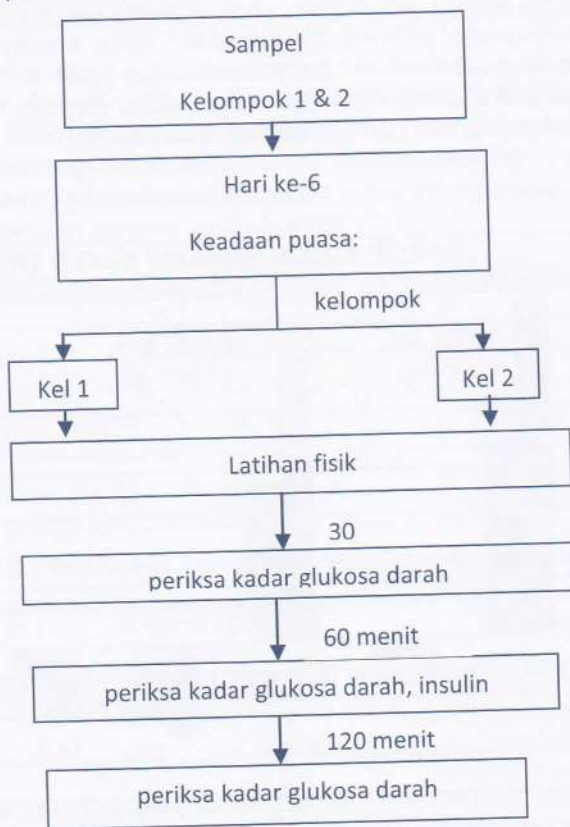 Sampel
Kelompok 1 & 2
Hari ke-6
Keadaan puasa:
kelompok
Kel 1
Kel 2
Latihan fisik
30
periksa kadar glukosa darah
60 menit
periksa kadar glukosa darah, insulin
120 menit
periksa kadar glukosa darah